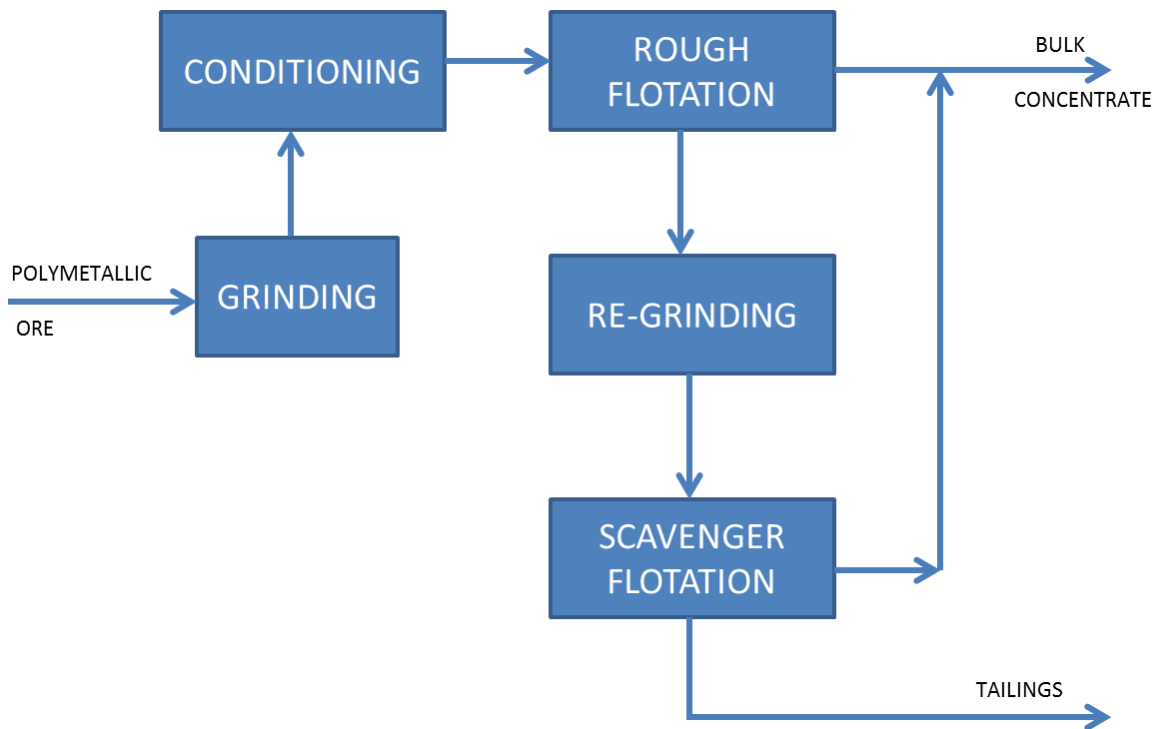 CONDITIONING
ROUGH
FLOTATION
BULK
CONCENTRATE
POLYMETALLIC
ORE
GRINDING
RE-GRINDING
SCAVENGER
FLOTATION
TAILINGS